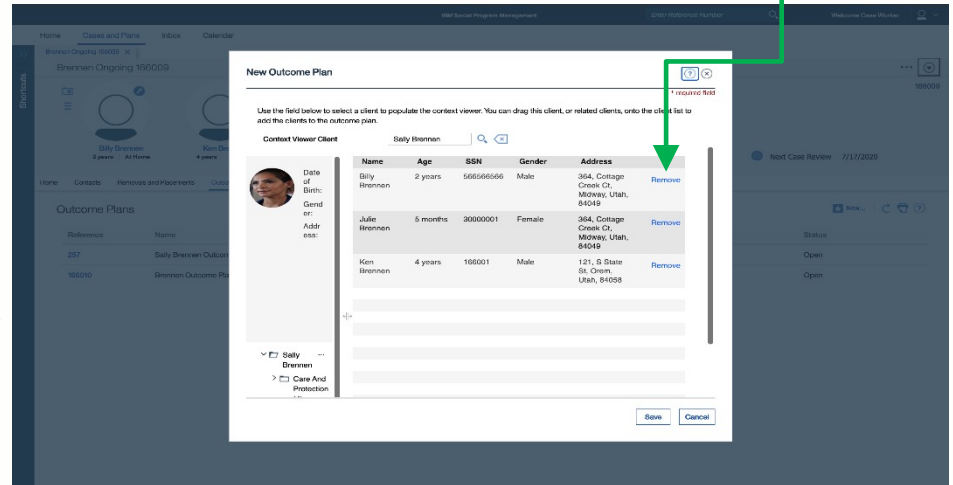 IBM Social Program Management
Enter Reference Number
Welcome Case Worker
Home Cases and Plans Inbox Calendar
Brennen Ongoing 166009
Brennen Ongoing 166009
166009
Shortcuts
Billy Brennen
2 years At Home
Ken Bre
4 years
Next Case Review 7/17/2020
Home Contacts Removals and Placements Outco
Outcome Plans
New...
Reference Name Status
257 Sally Brennen Outcom Open
166010 Brennen Outcome Pla Open
New Outcome Plan
* required field
Use the field below to select a client to populate the context viewer. You can drag this client, or related clients, onto the client list to
add the clients to the outcome plan.
Context Viewer Client Sally Brennan
Date
of
Birth:
Gend
er:
Addr
ess:
Name Age SSN Gender Address
Billy
Brennen
2 years 566566566 Male
364, Cottage
Creek Ct,
Midway, Utah,
84049
Remove
Julie
Brennen
5 months 30000001 Female
364, Cottage
Creek Ct,
Midway, Utah,
84049
Remove
Ken
Brennen
4 years 166001 Male
121, S State
St, Orem,
Utah, 84058
Remove
Sally
Brennen
Care And
Protection
Save Cancel